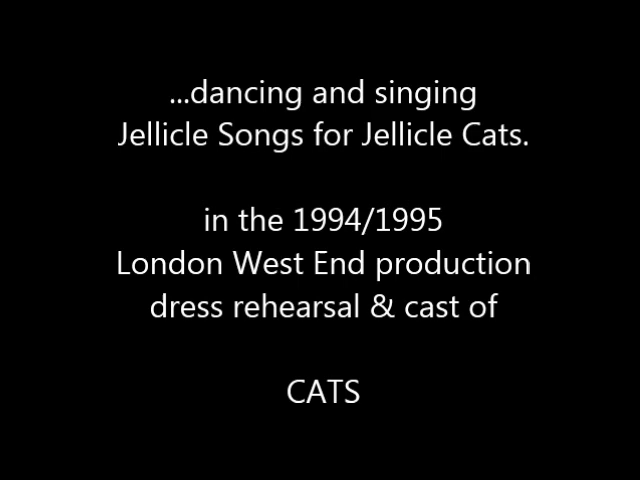 ...dancing and singing
Jellicle Songs for Jellicle Cats.
in the 1994/1995
London West End production
dress rehearsal & cast of
CATS